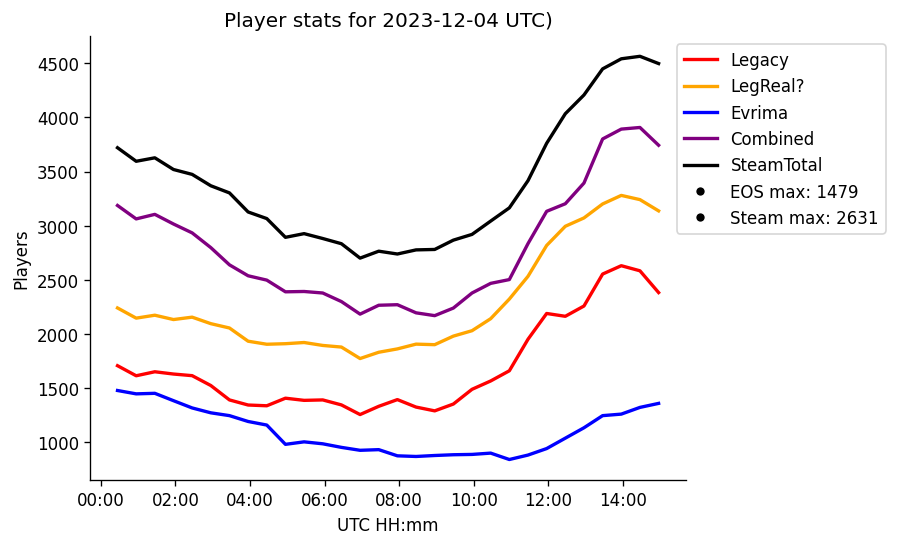 Player stats for 2023-12-04 UTC)
4500
4000
3500
3000
2500
2000
1500
1000
Players
00:00 02:00 04:00 06:00 08:00 10:00 12:00 14:00
UTC HH:mm
Legacy
LegReal?
Evrima
Combined
SteamTotal
EOS max: 1479
Steam max: 2631